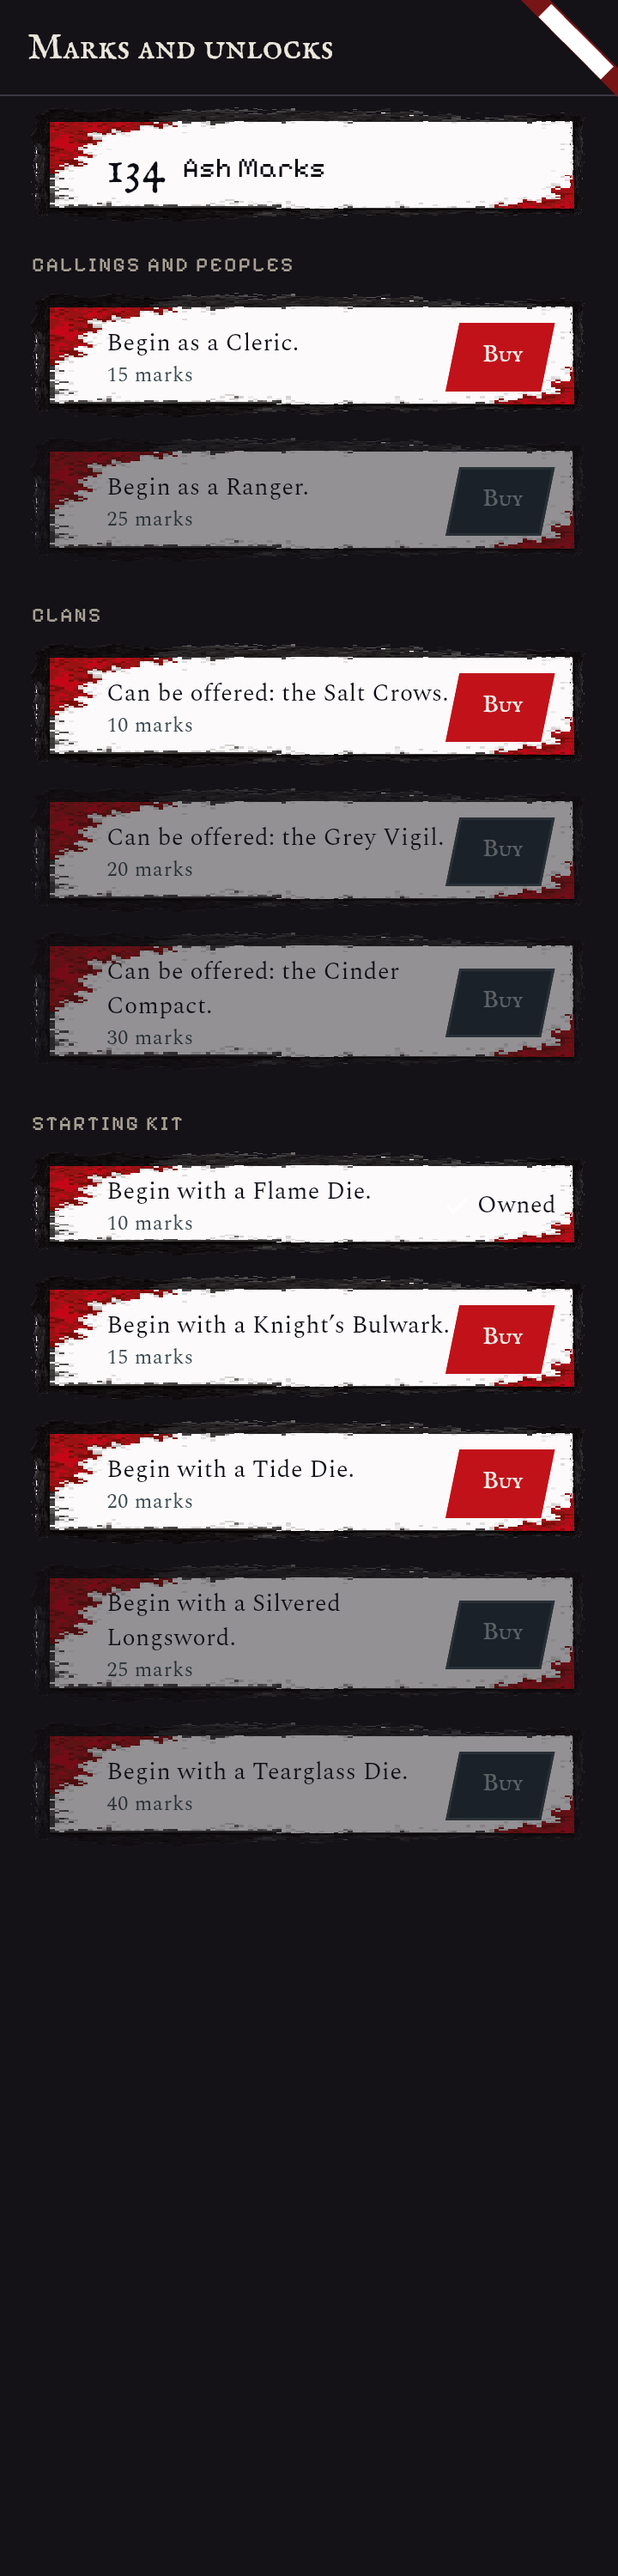 Marks and unlocks
134 Ash Marks
CALLINGS AND PEOPLES
Begin as a Cleric.
15 marks
Buy
Begin as a Ranger.
25 marks
Buy
CLANS
Can be offered: the Salt Crows.
10 marks
Buy
Can be offered: the Grey Vigil.
20 marks
Buy
Can be offered: the Cinder
Compact.
30 marks
Buy
STARTING KIT
Begin with a Flame Die.
10 marks
Owned
Begin with a Knight's Bulwark.
15 marks
Buy
Begin with a Tide Die.
20 marks
Buy
Begin with a Silvered
Longsword.
25 marks
Buy
Begin with a Tearglass Die.
40 marks
Buy